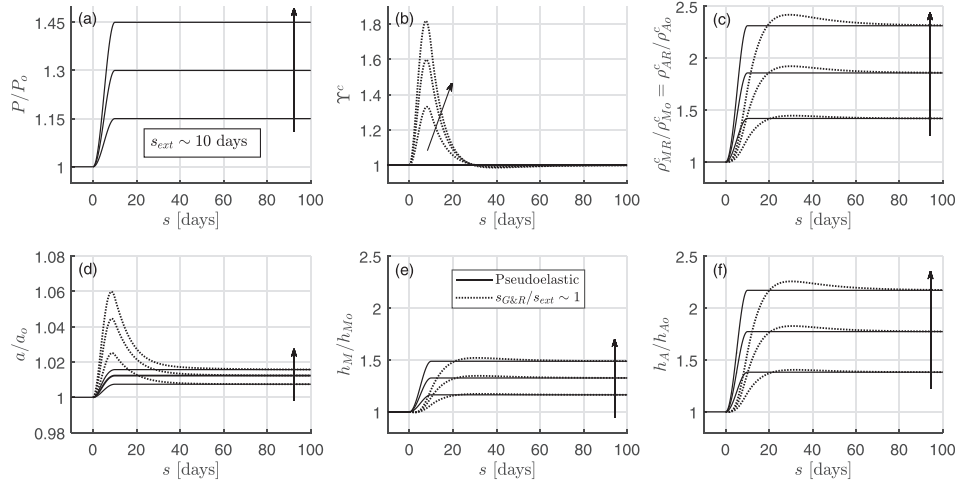 (a)
1.45
1.3
1.15
1
P/P_o
s_ext ∼ 10 days
0 20 40 60 80 100
s [days]
(b)
1.8
1.6
1.4
1.2
1
Υ^c
0 20 40 60 80 100
s [days]
(c)
2.5
2
1.5
1
ρ^c_MR/ρ^c_Mo = ρ^c_AR/ρ^c_Ao
0 20 40 60 80 100
s [days]
(d)
1.08
1.06
1.04
1.02
1
0.98
a/a_o
0 20 40 60 80 100
s [days]
(e)
Pseudoelastic
s_G&R/s_ext ∼ 1
2.5
2
1.5
1
h_M/h_Mo
0 20 40 60 80 100
s [days]
(f)
2.5
2
1.5
1
h_A/h_Ao
0 20 40 60 80 100
s [days]